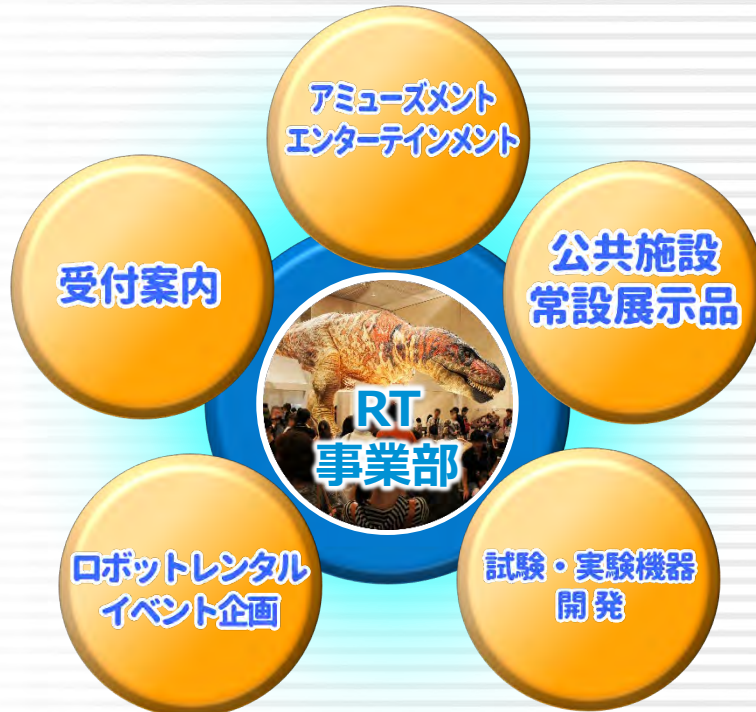 アミューズメント
エンターテインメント
公共施設
常設展示品
受付案内
RT
事業部
ロボットレンタル
イベント企画
試験・実験機器
開発